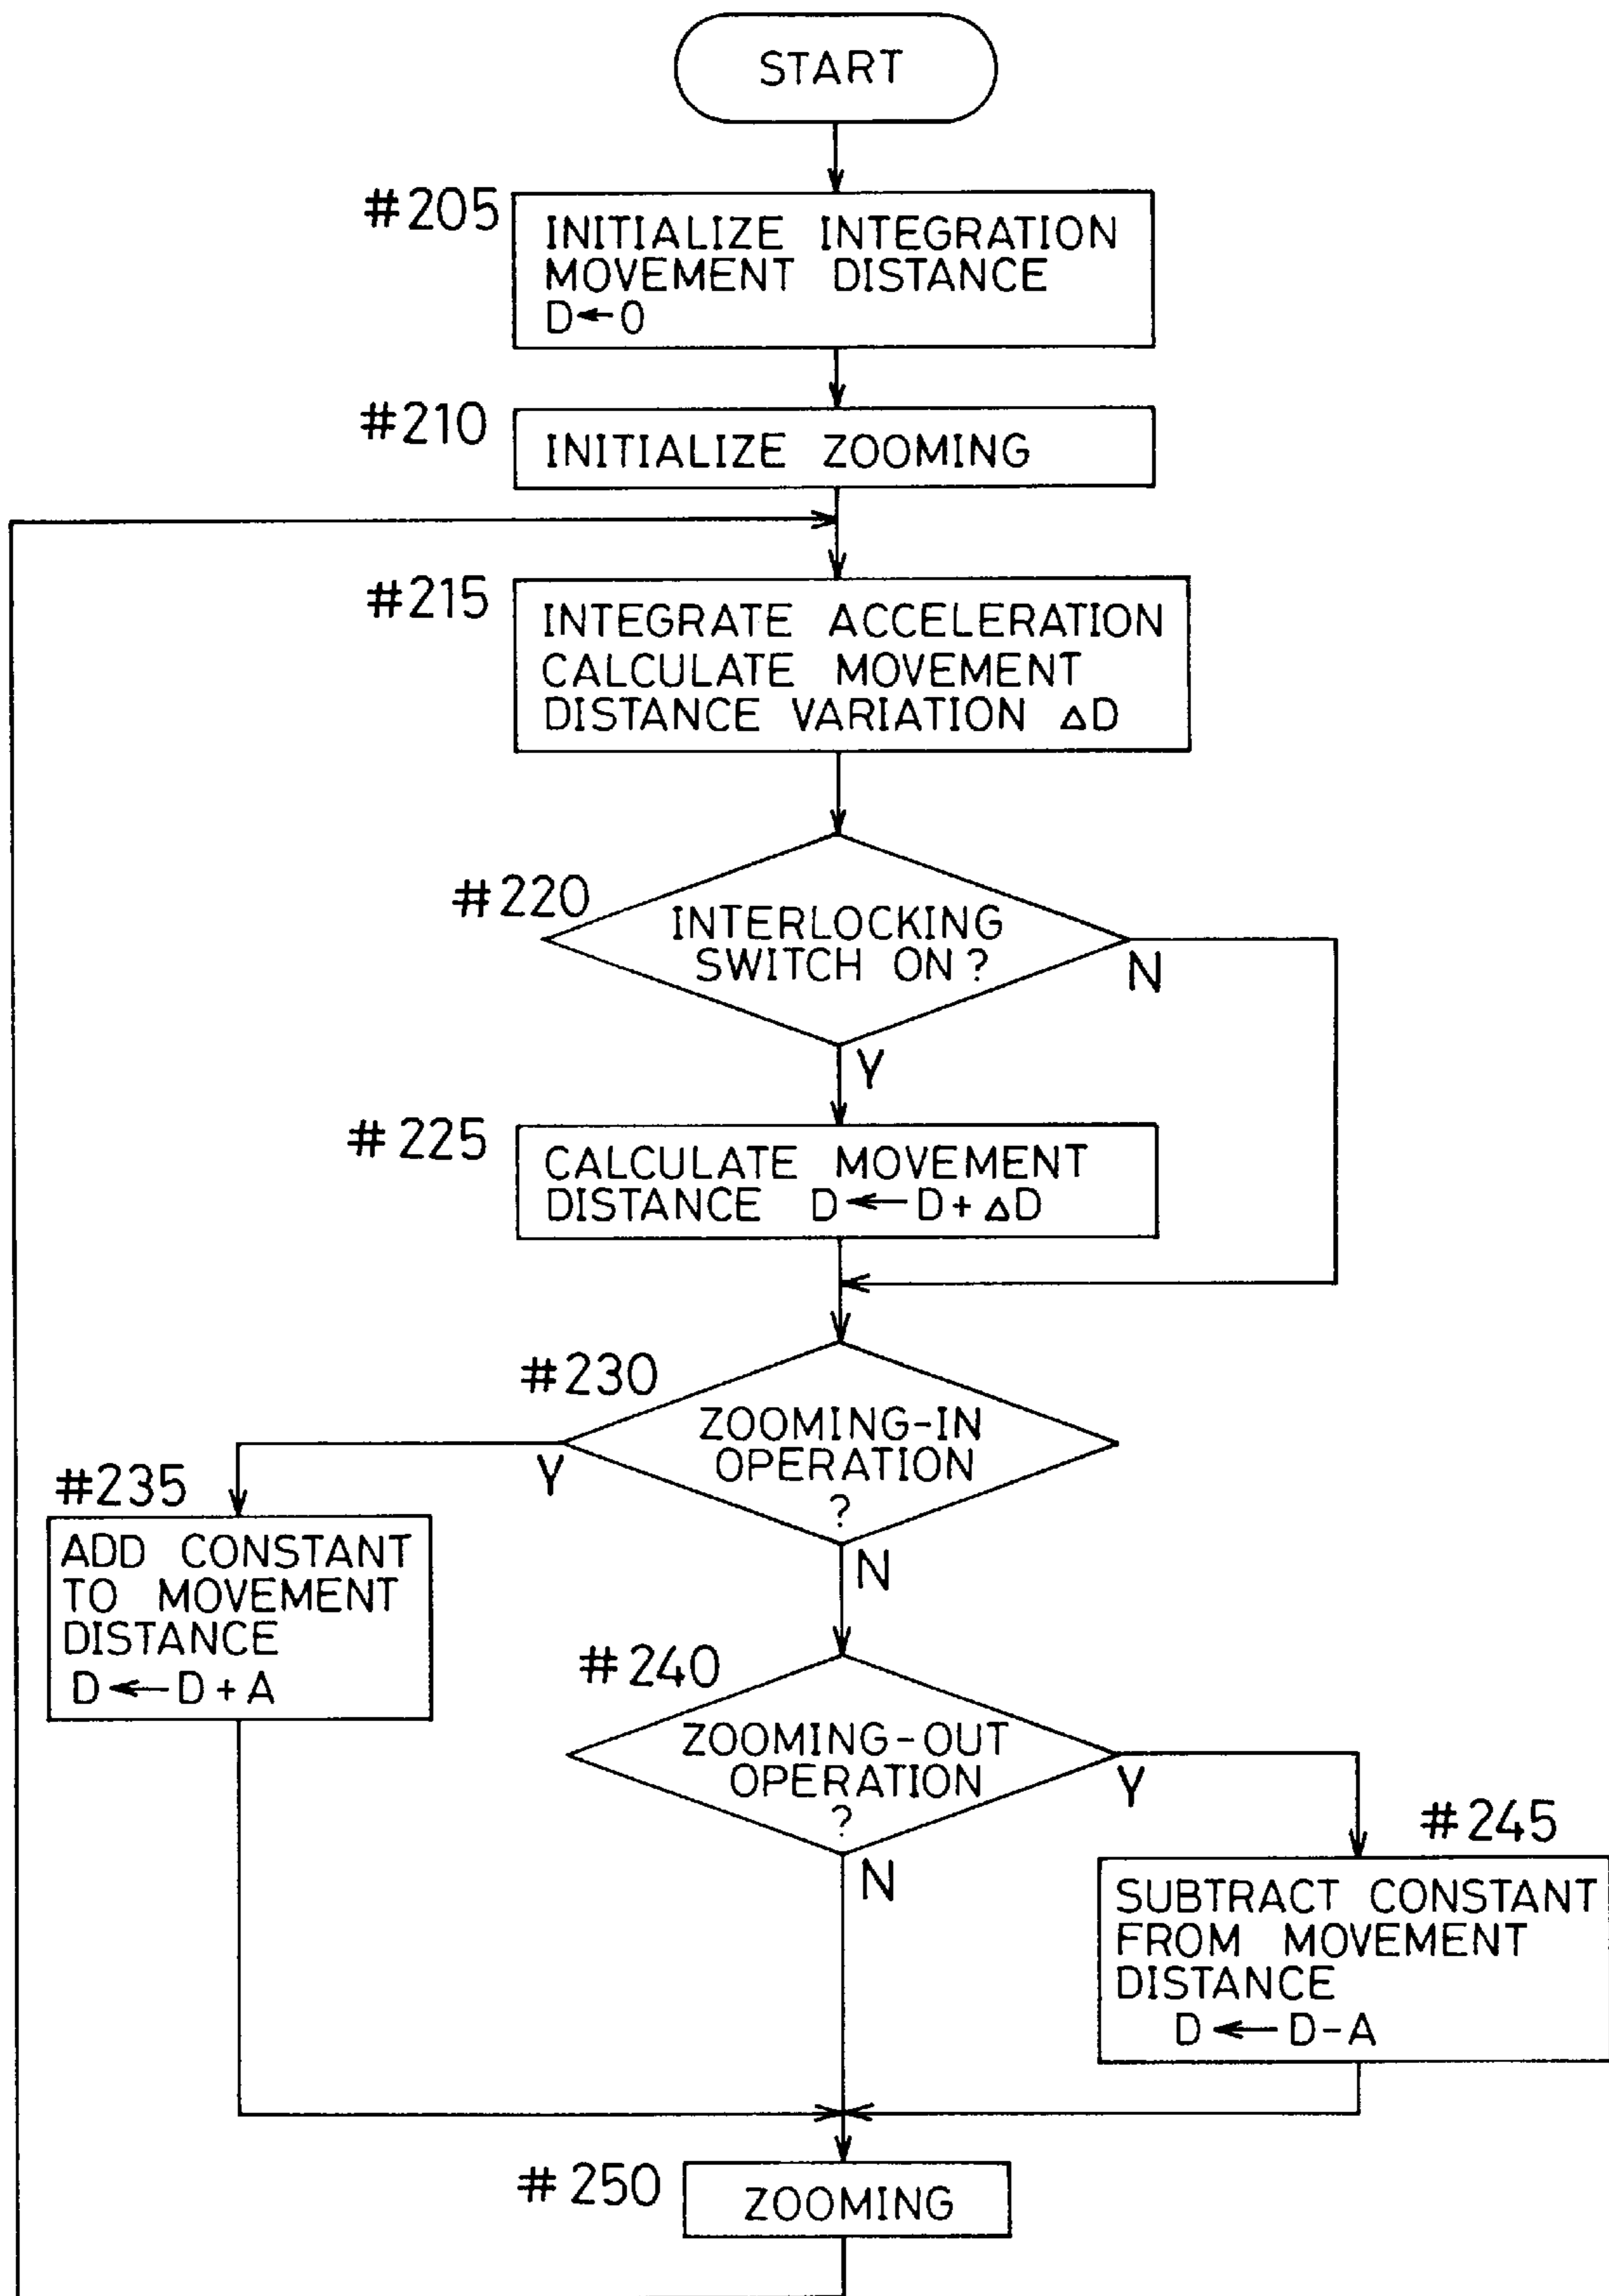 START
#205
INITIALIZE INTEGRATION
MOVEMENT DISTANCE
D←0
#210
INITIALIZE ZOOMING
#215
INTEGRATE ACCELERATION
CALCULATE MOVEMENT
DISTANCE VARIATION ΔD
#220
INTERLOCKING
SWITCH ON?
N
Y
#225
CALCULATE MOVEMENT
DISTANCE D←D+ΔD
#230
ZOOMING-IN
OPERATION
?
Y
N
#235
ADD CONSTANT
TO MOVEMENT
DISTANCE
D←D+A
#240
ZOOMING-OUT
OPERATION
?
Y
N
#245
SUBTRACT CONSTANT
FROM MOVEMENT
DISTANCE
D←D-A
#250
ZOOMING